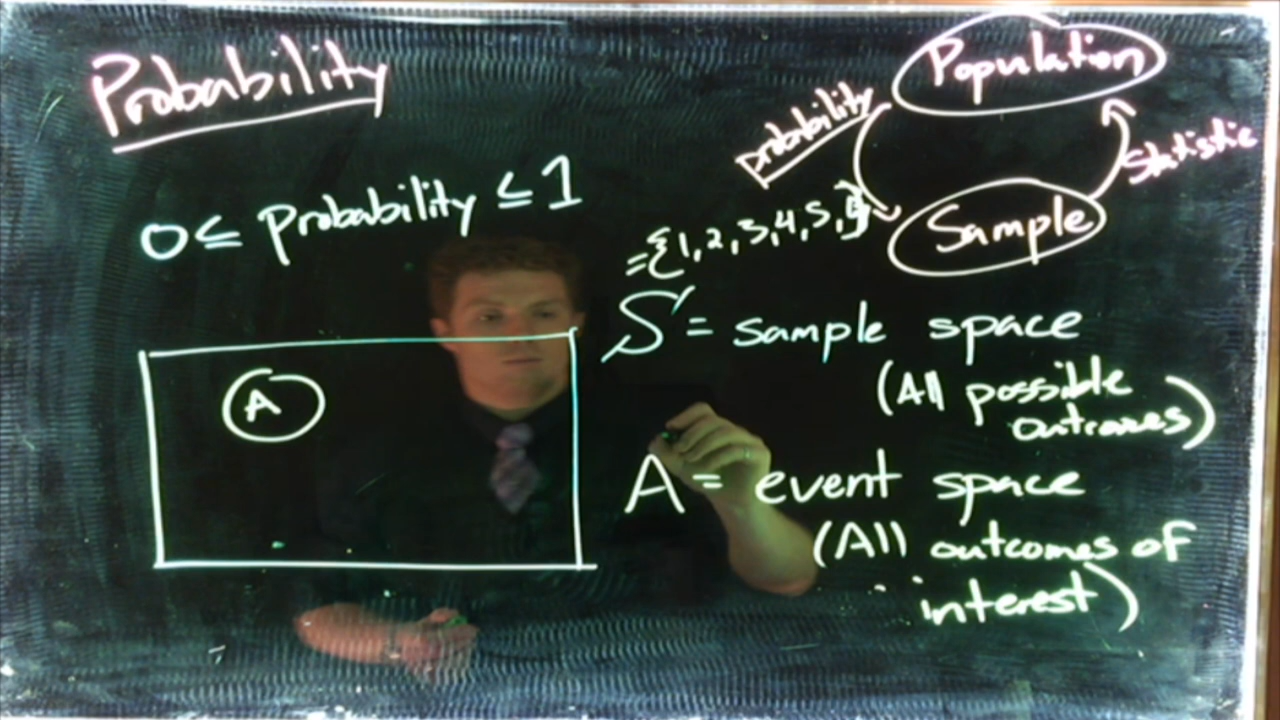 Probability
Population
probability
Statistic
Sample
0 ≤ probability ≤ 1
={1,2,3,4,5,6}
S = sample space
(All possible
outcomes)
A
A = event space
(All outcomes of
interest)